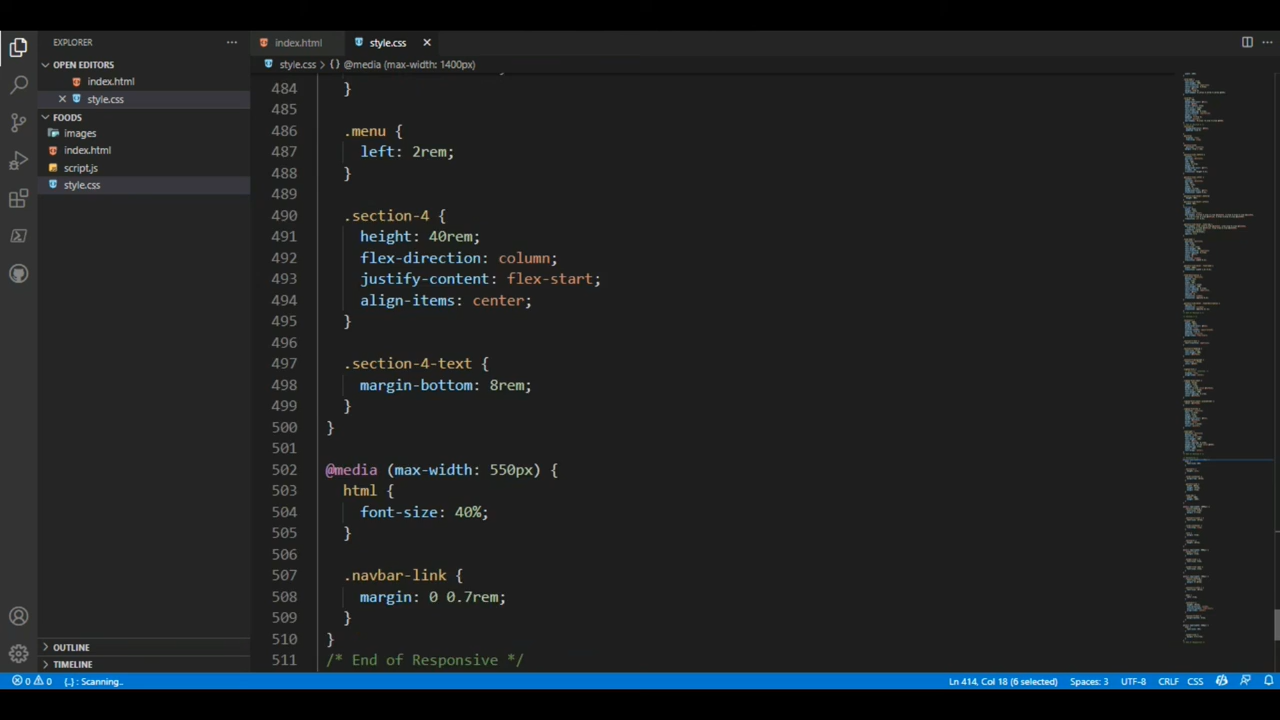 EXPLORER
index.html
style.css
OPEN EDITORS
style.css > {} @media (max-width: 1400px)
index.html
style.css
FOODS
images
index.html
script.js
style.css
484 }
485
486 .menu {
487 left: 2rem;
488 }
489
490 .section-4 {
491 height: 40rem;
492 flex-direction: column;
493 justify-content: flex-start;
494 align-items: center;
495 }
496
497 .section-4-text {
498 margin-bottom: 8rem;
499 }
500 }
501
502 @media (max-width: 550px) {
503 html {
504 font-size: 40%;
505 }
506
507 .navbar-link {
508 margin: 0 0.7rem;
509 }
510 }
511 /* End of Responsive */
OUTLINE
TIMELINE
0 0 {..} : Scanning.. Ln 414, Col 18 (6 selected) Spaces: 3 UTF-8 CRLF CSS